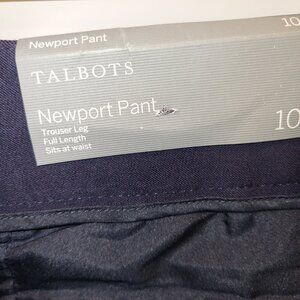 Newport Pant 10
TALBOTS
Newport Pant 10
Trouser Leg
Full Length
Sits at waist